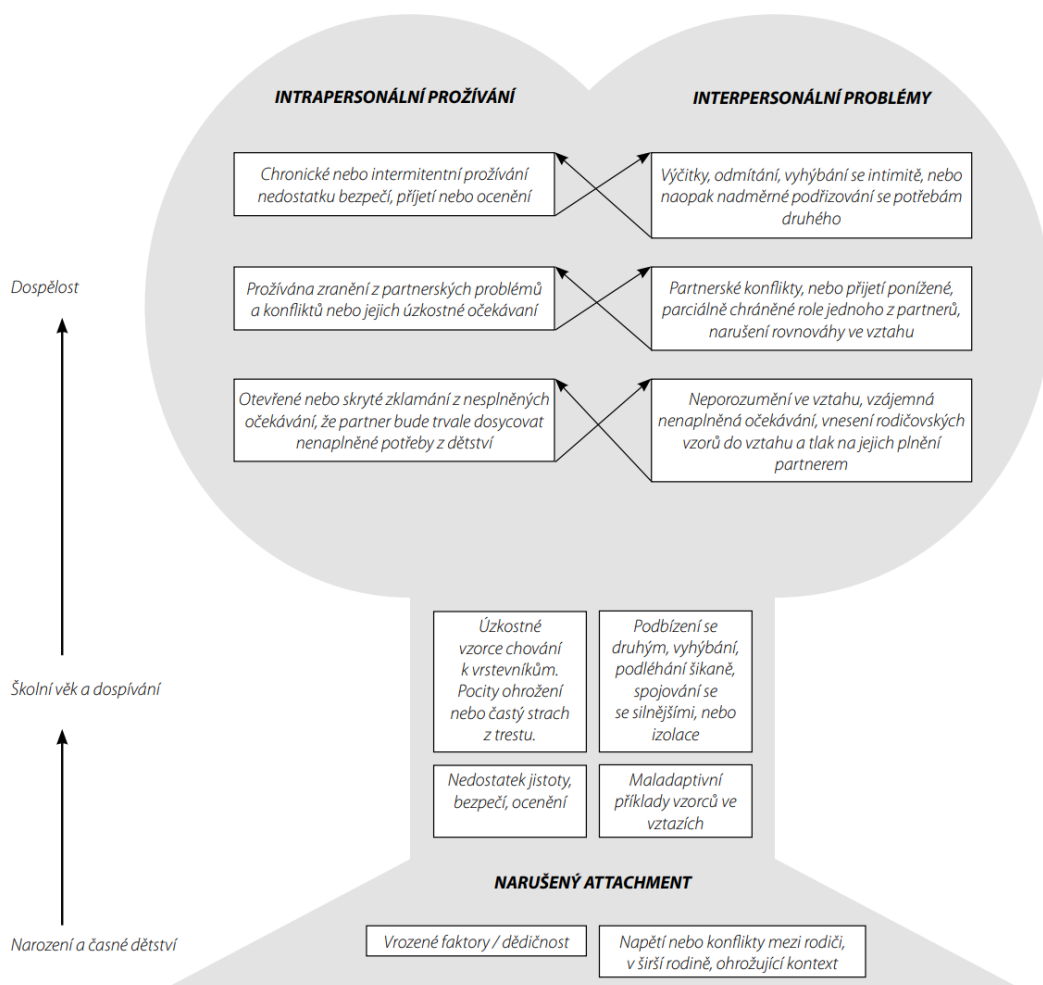 INTRAPERSONÁLNÍ PROŽÍVÁNÍ
INTERPERSONÁLNÍ PROBLÉMY
Chronické nebo intermitentní prožívání
nedostatku bezpečí, příjetí nebo ocenění
Výčitky, odmítání, vyhýbání se intimitě, nebo
naopak nadměrné podřizování se potřebám
druhého
Dospělost
Prožívána zranění z partnerských problémů
a konfliktů nebo jejich úzkostné očekávaní
Partnerské konflikty, nebo přijetí ponížené,
parciálně chráněné role jednoho z partnerů,
narušení rovnováhy ve vztahu
Otevřené nebo skryté zklamání z nesplněných
očekávání, že partner bude trvale dosycovat
nenaplněné potřeby z dětství
Neporozumění ve vztahu, vzájemná
nenaplněná očekávání, vnesení rodičovských
vzorů do vztahu a tlak na jejich plnění
partnerem
Školní věk a dospívání
Úzkostné
vzorce chování
k vrstevníkům.
Pocity ohrožení
nebo častý strach
z trestu.
Podbízení se
druhým, vyhýbání,
podléhání šikaně,
spojování se
se silnějšími, nebo
izolace
Nedostatek jistoty,
bezpečí, ocenění
Maladaptivní
příklady vzorců ve
vztazích
NARUŠENÝ ATTACHMENT
Narození a časné dětství
Vrozené faktory / dědičnost
Napětí nebo konflikty mezi rodiči,
v širší rodině, ohrožující kontext